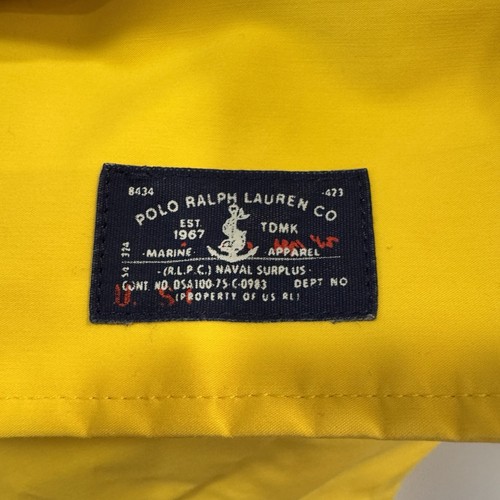 8434 -423
POLO RALPH LAUREN CO
EST. TDMK
1967
·MARINE· APPAREL
·(R.L.P.C.) NAVAL SURPLUS·
CONT. NO. DSA100-75-C-0983 DEPT NO
(PROPERTY OF US RL)